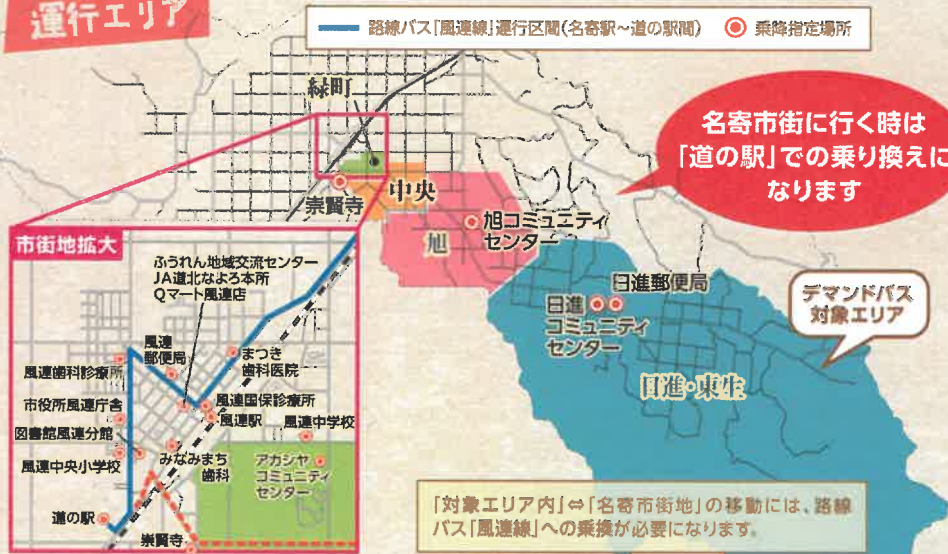 運行エリア
路線バス「風連線」運行区間(名寄駅～道の駅間)
乗降指定場所
緑町
名寄市街に行く時は
「道の駅」での乗り換えに
なります
崇賢寺
中央
旭コミュニティ
センター
旭
市街地拡大
ふうれん地域交流センター
JA道北なよろ本所
Qマート風連店
日進郵便局
日進
コミュニティ
センター
デマンドバス
対象エリア
風連
郵便局
まつき
歯科医院
風連歯科診療所
日進・東生
市役所風連庁舎
風連国保診療所
風連駅
風連中学校
図書館風連分館
風連中央小学校
みなみまち
歯科
アカシヤ
コミュニティ
センター
道の駅
崇賢寺
「対象エリア内」⇔「名寄市街地」の移動には、路線
バス「風連線」への乗換が必要になります。